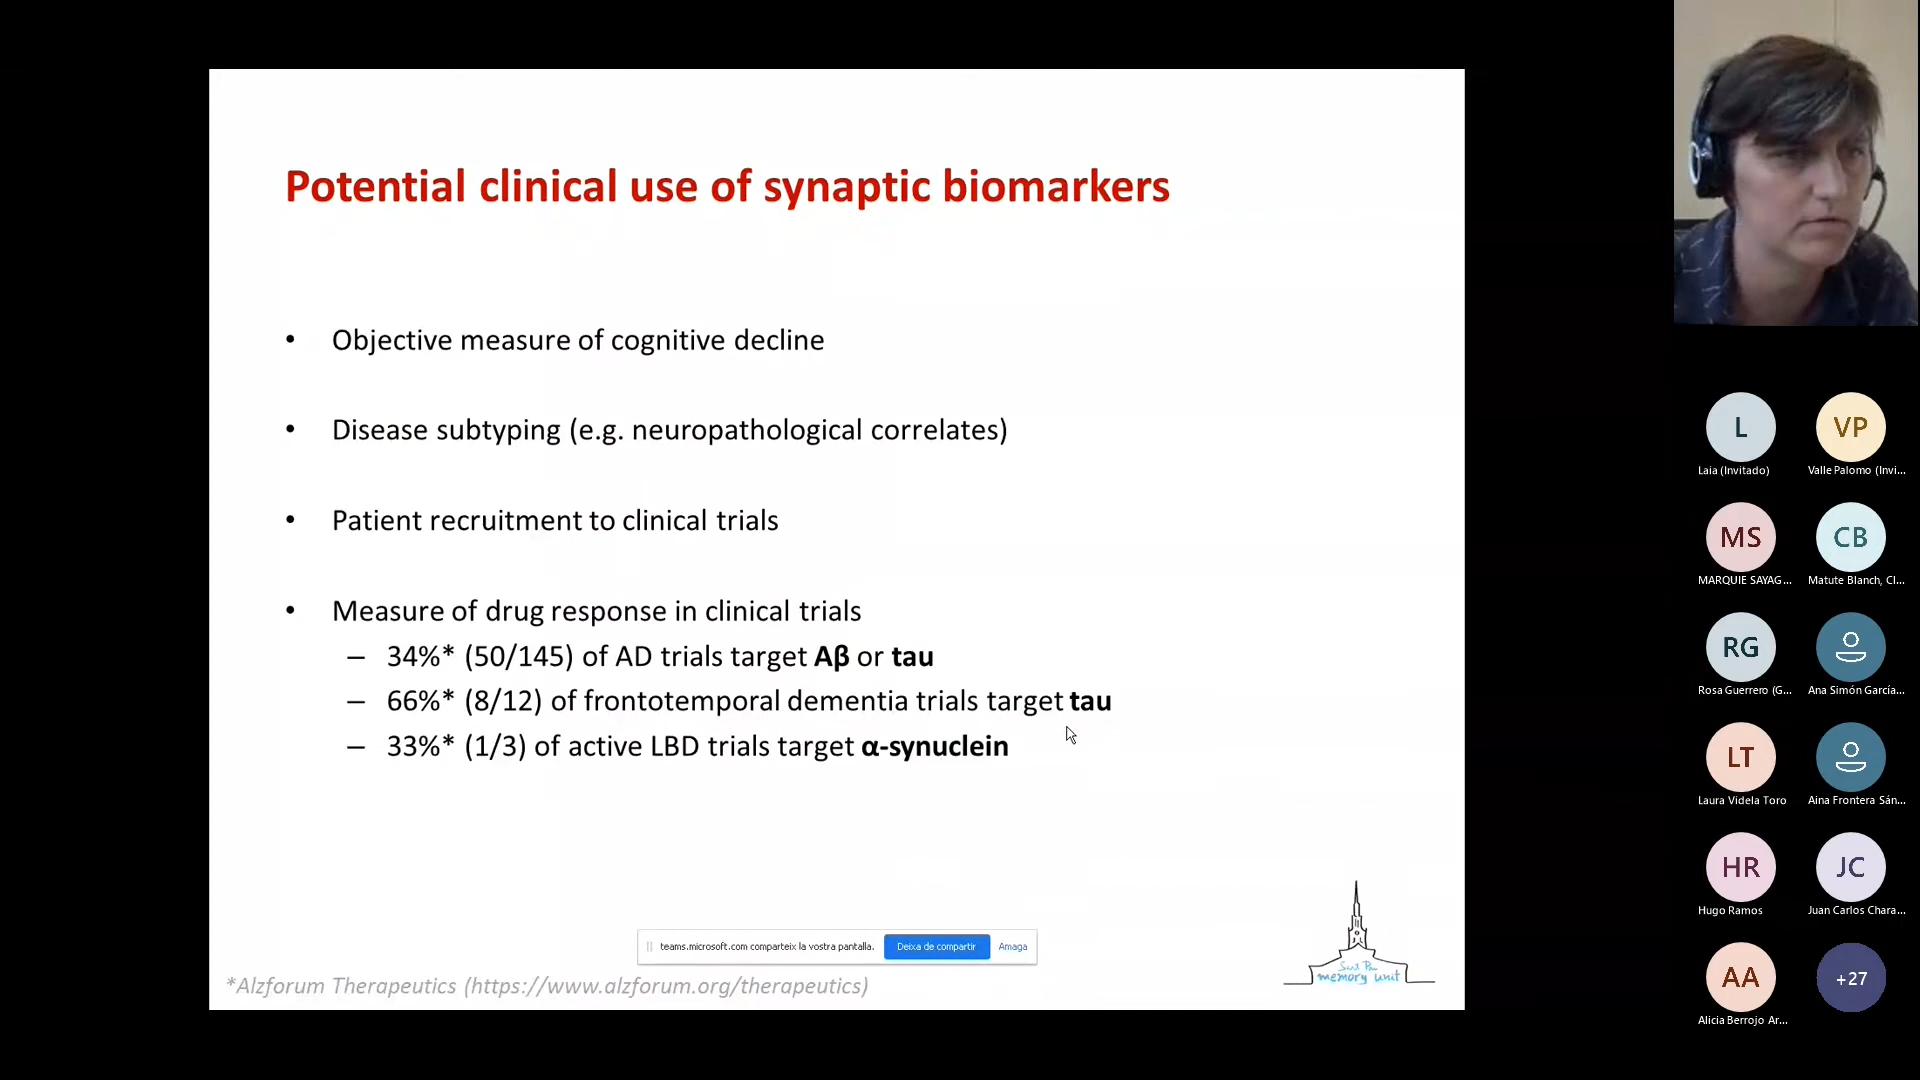 Potential clinical use of synaptic biomarkers
• Objective measure of cognitive decline
• Disease subtyping (e.g. neuropathological correlates)
• Patient recruitment to clinical trials
• Measure of drug response in clinical trials
– 34%* (50/145) of AD trials target Aβ or tau
– 66%* (8/12) of frontotemporal dementia trials target tau
– 33%* (1/3) of active LBD trials target α-synuclein
teams.microsoft.com comparteix la vostra pantalla. Deixa de compartir Amaga
*Alzforum Therapeutics (https://www.alzforum.org/therapeutics)
Sant Pau
memory unit
L VP
Laia (Invitado) Valle Palomo (Invi...
MS CB
MARQUIE SAYAG... Matute Blanch, Cl...
RG
Rosa Guerrero (G... Ana Simón García...
LT
Laura Videla Toro Aina Frontera Sán...
HR JC
Hugo Ramos Juan Carlos Chara...
AA +27
Alicia Berrojo Ar...